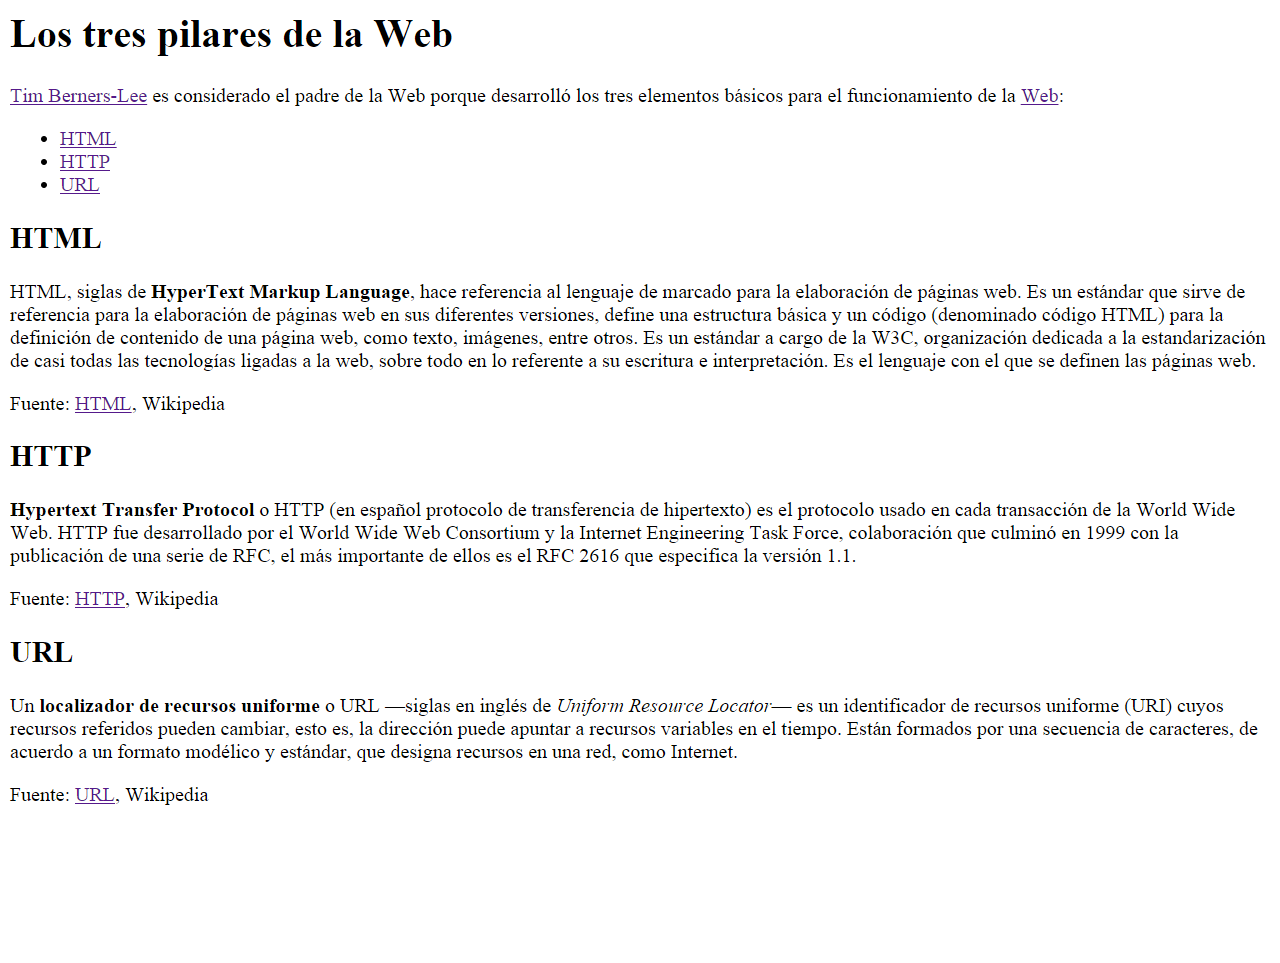 Los tres pilares de la Web
Tim Berners-Lee es considerado el padre de la Web porque desarrolló los tres elementos básicos para el funcionamiento de la Web:
HTML
HTTP
URL
HTML
HTML, siglas de HyperText Markup Language, hace referencia al lenguaje de marcado para la elaboración de páginas web. Es un estándar que sirve de
referencia para la elaboración de páginas web en sus diferentes versiones, define una estructura básica y un código (denominado código HTML) para la
definición de contenido de una página web, como texto, imágenes, entre otros. Es un estándar a cargo de la W3C, organización dedicada a la estandarización
de casi todas las tecnologías ligadas a la web, sobre todo en lo referente a su escritura e interpretación. Es el lenguaje con el que se definen las páginas web.
Fuente: HTML, Wikipedia
HTTP
Hypertext Transfer Protocol o HTTP (en español protocolo de transferencia de hipertexto) es el protocolo usado en cada transacción de la World Wide
Web. HTTP fue desarrollado por el World Wide Web Consortium y la Internet Engineering Task Force, colaboración que culminó en 1999 con la
publicación de una serie de RFC, el más importante de ellos es el RFC 2616 que especifica la versión 1.1.
Fuente: HTTP, Wikipedia
URL
Un localizador de recursos uniforme o URL —siglas en inglés de Uniform Resource Locator— es un identificador de recursos uniforme (URI) cuyos
recursos referidos pueden cambiar, esto es, la dirección puede apuntar a recursos variables en el tiempo. Están formados por una secuencia de caracteres, de
acuerdo a un formato modélico y estándar, que designa recursos en una red, como Internet.
Fuente: URL, Wikipedia